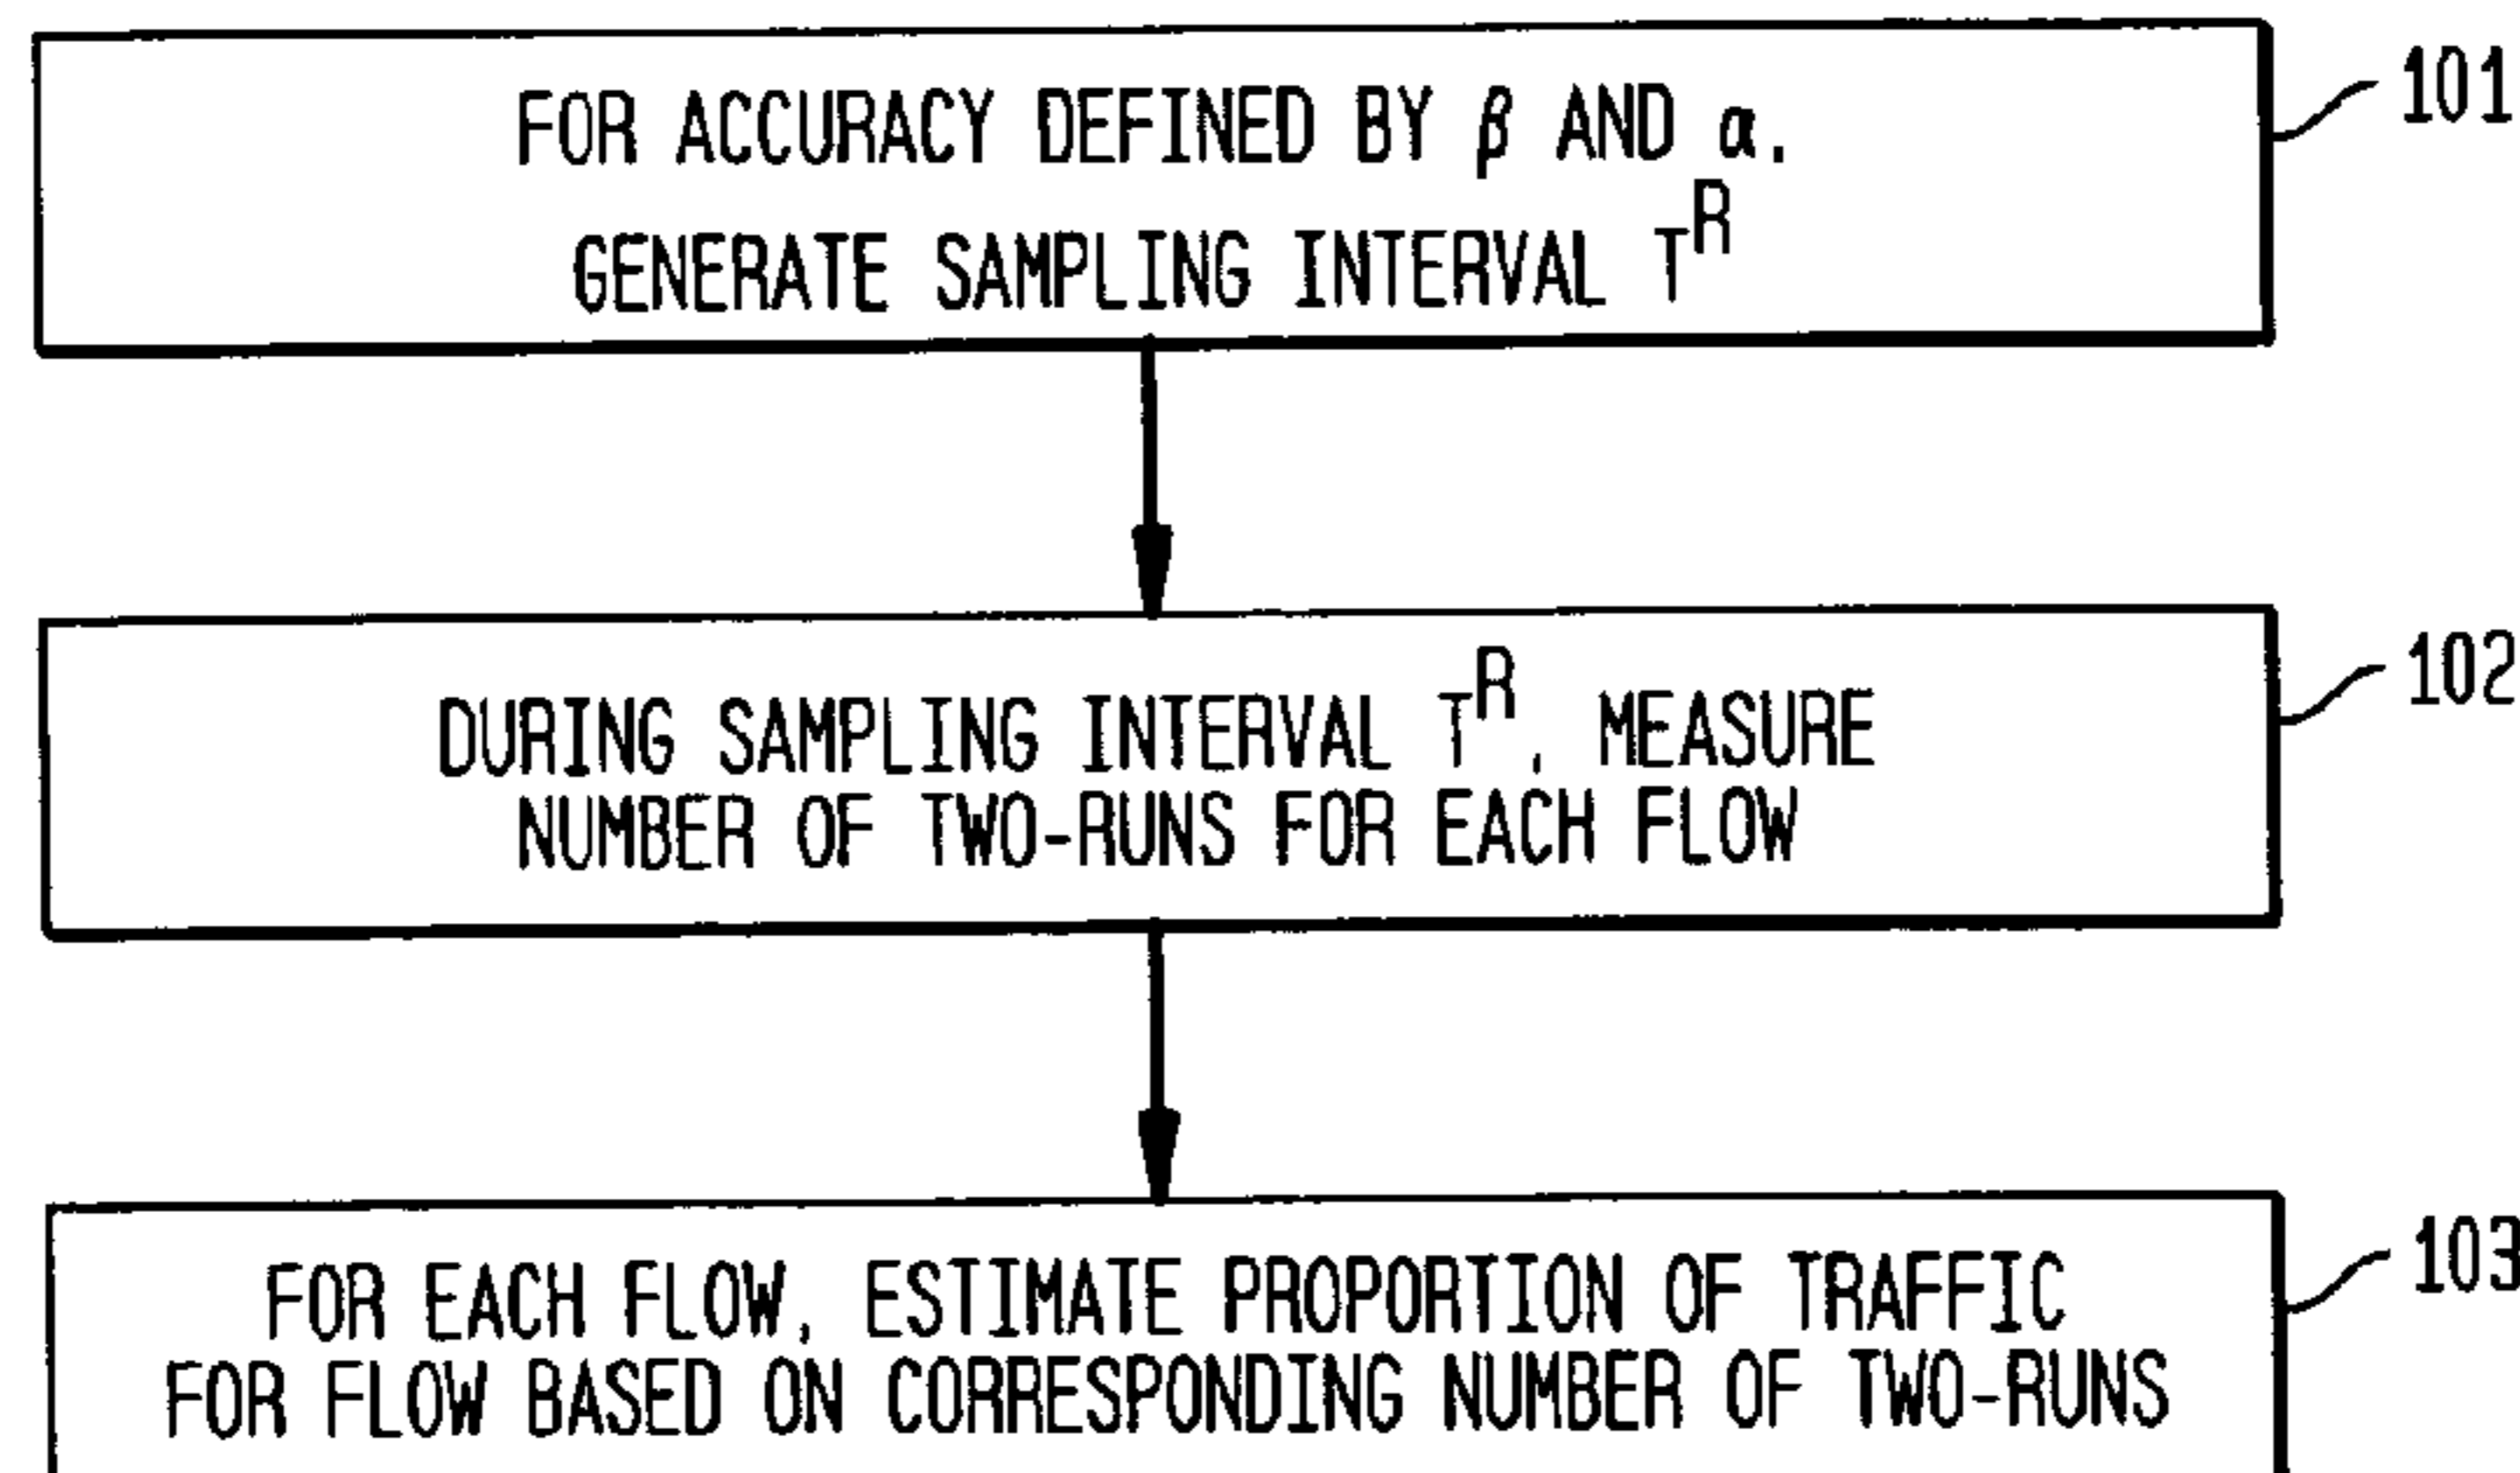 FOR ACCURACY DEFINED BY β AND α.
GENERATE SAMPLING INTERVAL T^R
101
DURING SAMPLING INTERVAL T^R, MEASURE
NUMBER OF TWO-RUNS FOR EACH FLOW
102
FOR EACH FLOW, ESTIMATE PROPORTION OF TRAFFIC
FOR FLOW BASED ON CORRESPONDING NUMBER OF TWO-RUNS
103